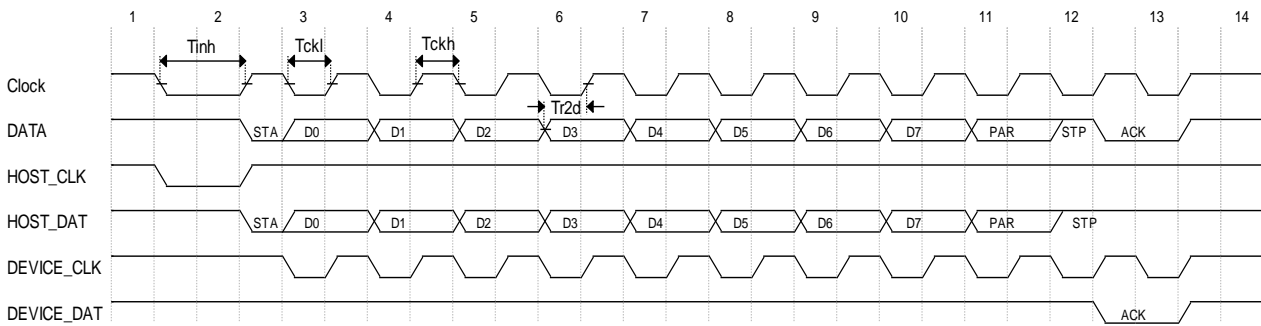 1 2 3 4 5 6 7 8 9 10 11 12 13 14
Tinh Tckl Tckh
Clock
Tr2d
DATA STA D0 D1 D2 D3 D4 D5 D6 D7 PAR STP ACK
HOST_CLK
HOST_DAT STA D0 D1 D2 D3 D4 D5 D6 D7 PAR STP
DEVICE_CLK
DEVICE_DAT ACK